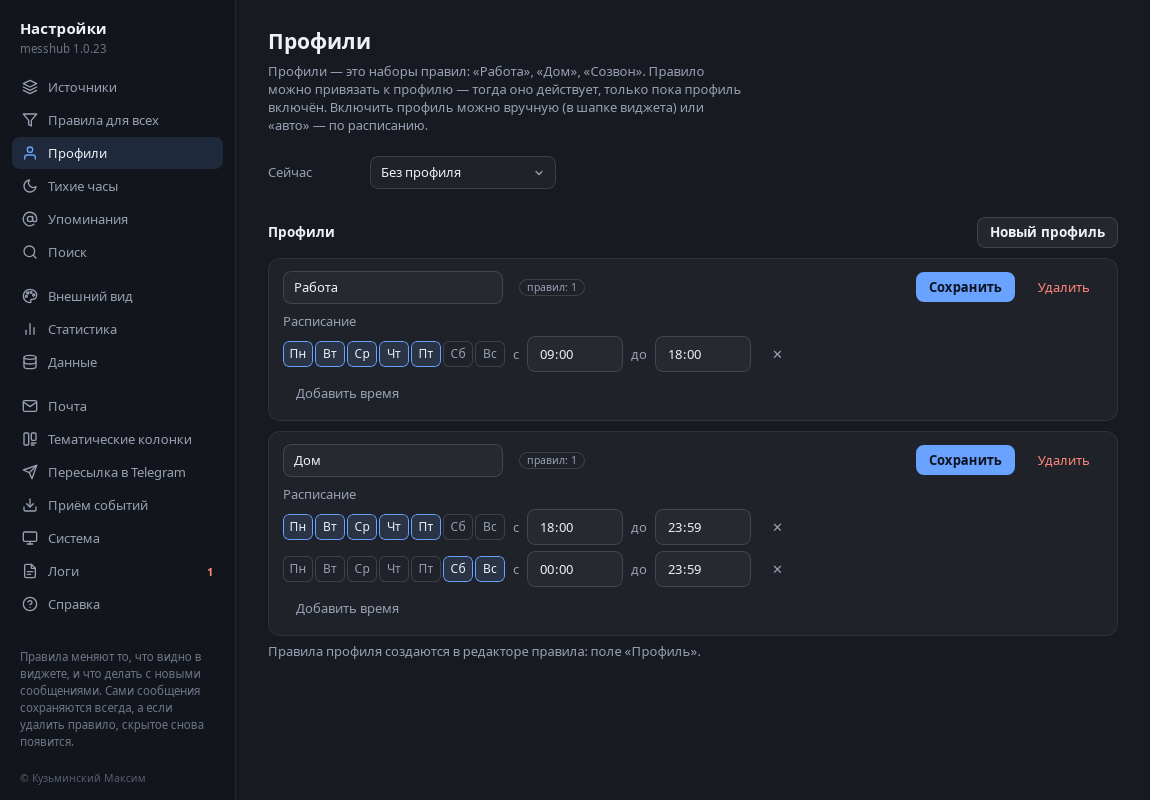 Настройки
messhub 1.0.23
Источники
Правила для всех
Профили
Тихие часы
Упоминания
Поиск
Внешний вид
Статистика
Данные
Почта
Тематические колонки
Пересылка в Telegram
Приём событий
Система
Логи 1
Справка
Правила меняют то, что видно в
виджете, и что делать с новыми
сообщениями. Сами сообщения
сохраняются всегда, а если
удалить правило, скрытое снова
появится.
© Кузьминский Максим
Профили
Профили — это наборы правил: «Работа», «Дом», «Созвон». Правило
можно привязать к профилю — тогда оно действует, только пока профиль
включён. Включить профиль можно вручную (в шапке виджета) или
«авто» — по расписанию.
Сейчас Без профиля
Профили Новый профиль
Работа правил: 1 Сохранить Удалить
Расписание
Пн Вт Ср Чт Пт Сб Вс с 09:00 до 18:00 ✕
Добавить время
Дом правил: 1 Сохранить Удалить
Расписание
Пн Вт Ср Чт Пт Сб Вс с 18:00 до 23:59 ✕
Пн Вт Ср Чт Пт Сб Вс с 00:00 до 23:59 ✕
Добавить время
Правила профиля создаются в редакторе правила: поле «Профиль».